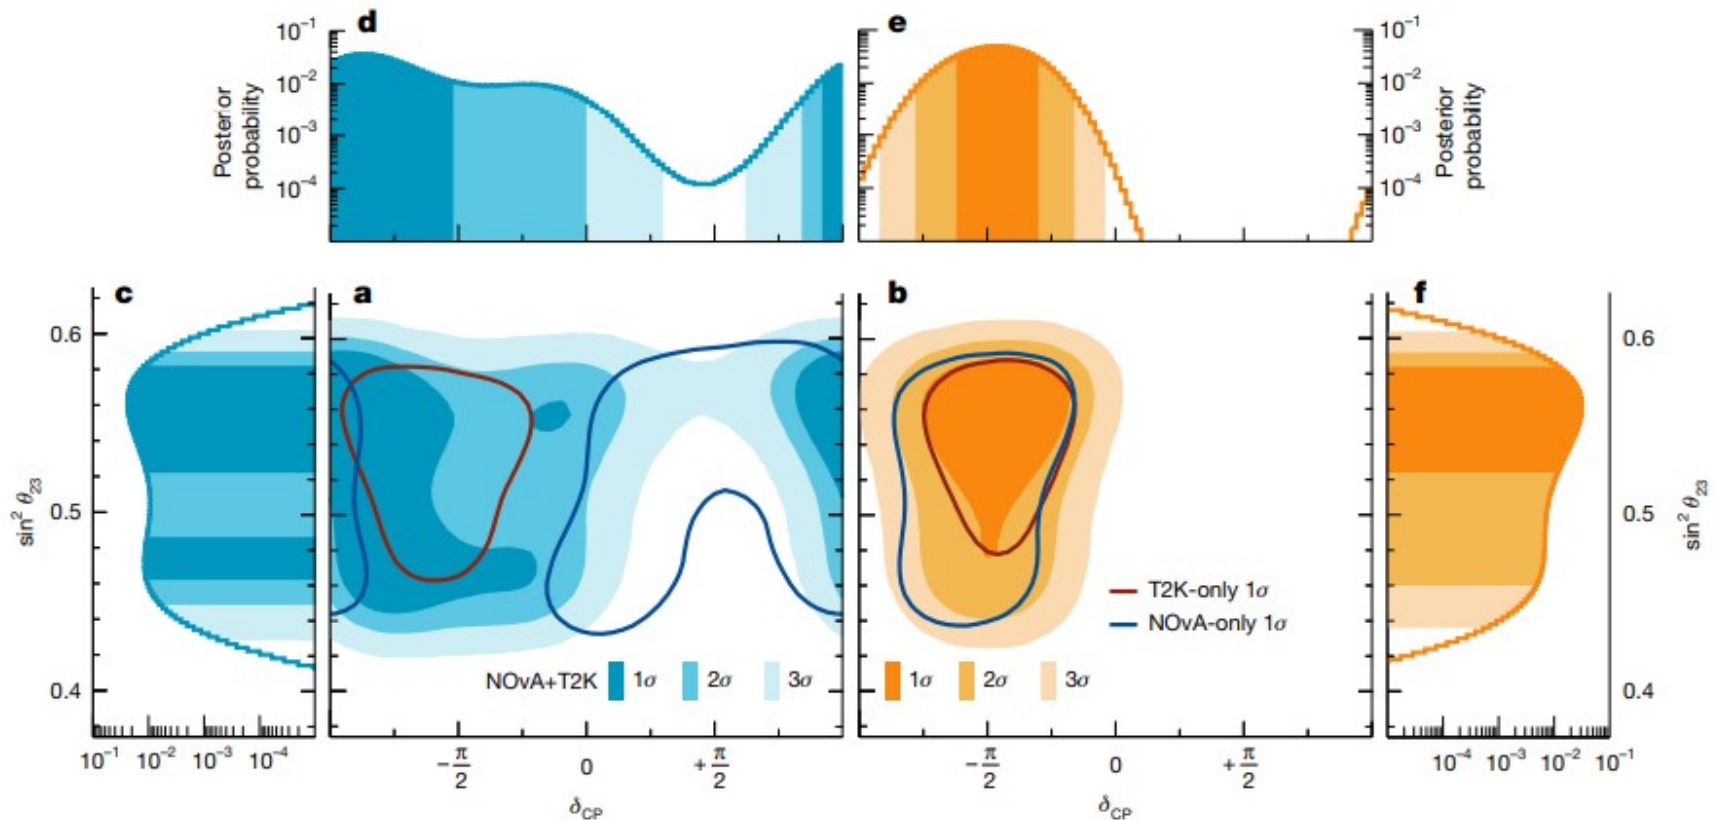 d
e
10⁻¹
10⁻²
10⁻³
10⁻⁴
Posterior
probability
10⁻¹
10⁻²
10⁻³
10⁻⁴
Posterior
probability
c
a
b
f
0.6
0.5
0.4
sin² θ₂₃
0.6
0.5
0.4
sin² θ₂₃
T2K-only 1σ
NOvA-only 1σ
NOvA+T2K 1σ 2σ 3σ
1σ 2σ 3σ
10⁻¹ 10⁻² 10⁻³ 10⁻⁴
−π/2 0 +π/2
−π/2 0 +π/2
10⁻⁴ 10⁻³ 10⁻² 10⁻¹
δCP
δCP